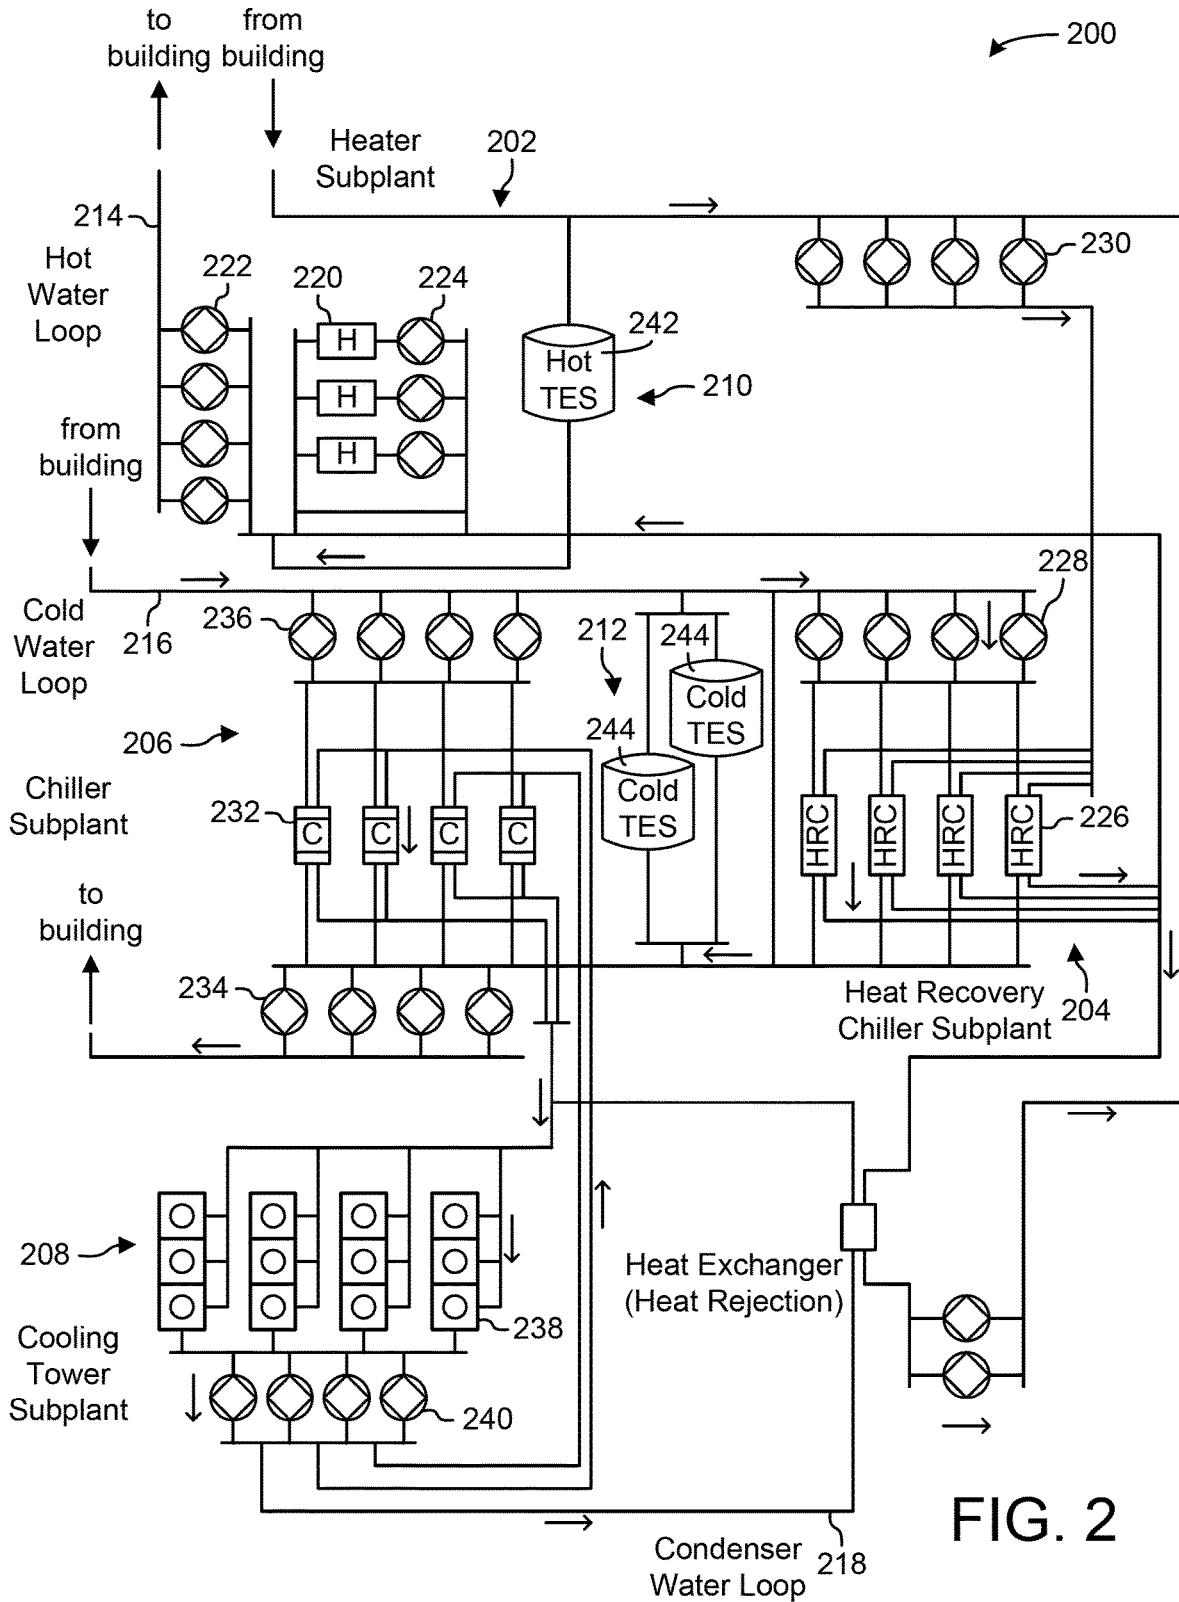 to
building
from
building
200
Heater
Subplant
202
214
Hot
Water
Loop
222
220
224
230
H
H
H
Hot
TES
242
210
from
building
Cold
Water
Loop
216
236
212
244
244
228
Cold
TES
Cold
TES
206
Chiller
Subplant
232
C
C
C
C
HRC
HRC
HRC
HRC
226
to
building
234
Heat Recovery
Chiller Subplant
204
208
Heat Exchanger
(Heat Rejection)
238
Cooling
Tower
Subplant
240
Condenser
Water Loop
218
FIG. 2